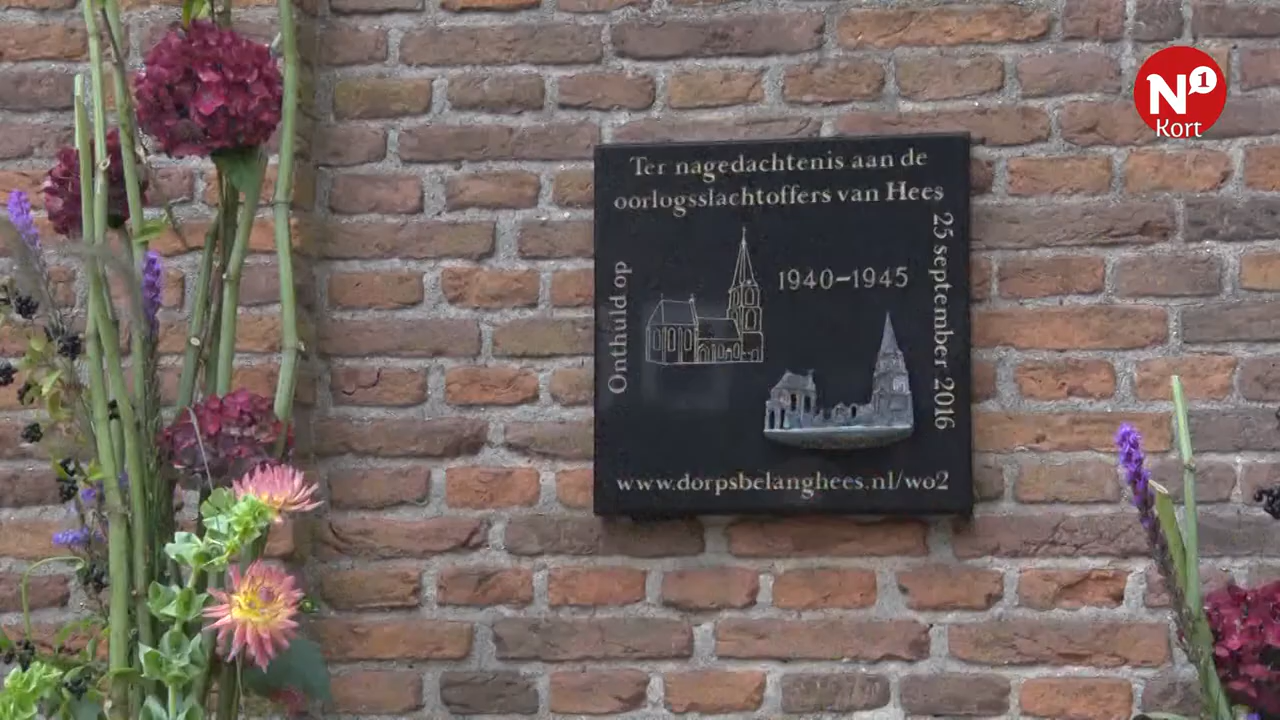 N1
Kort
Ter nagedachtenis aan de
oorlogsslachtoffers van Hees
Onthuld op
1940-1945
25 september 2016
www.dorpsbelanghees.nl/wo2